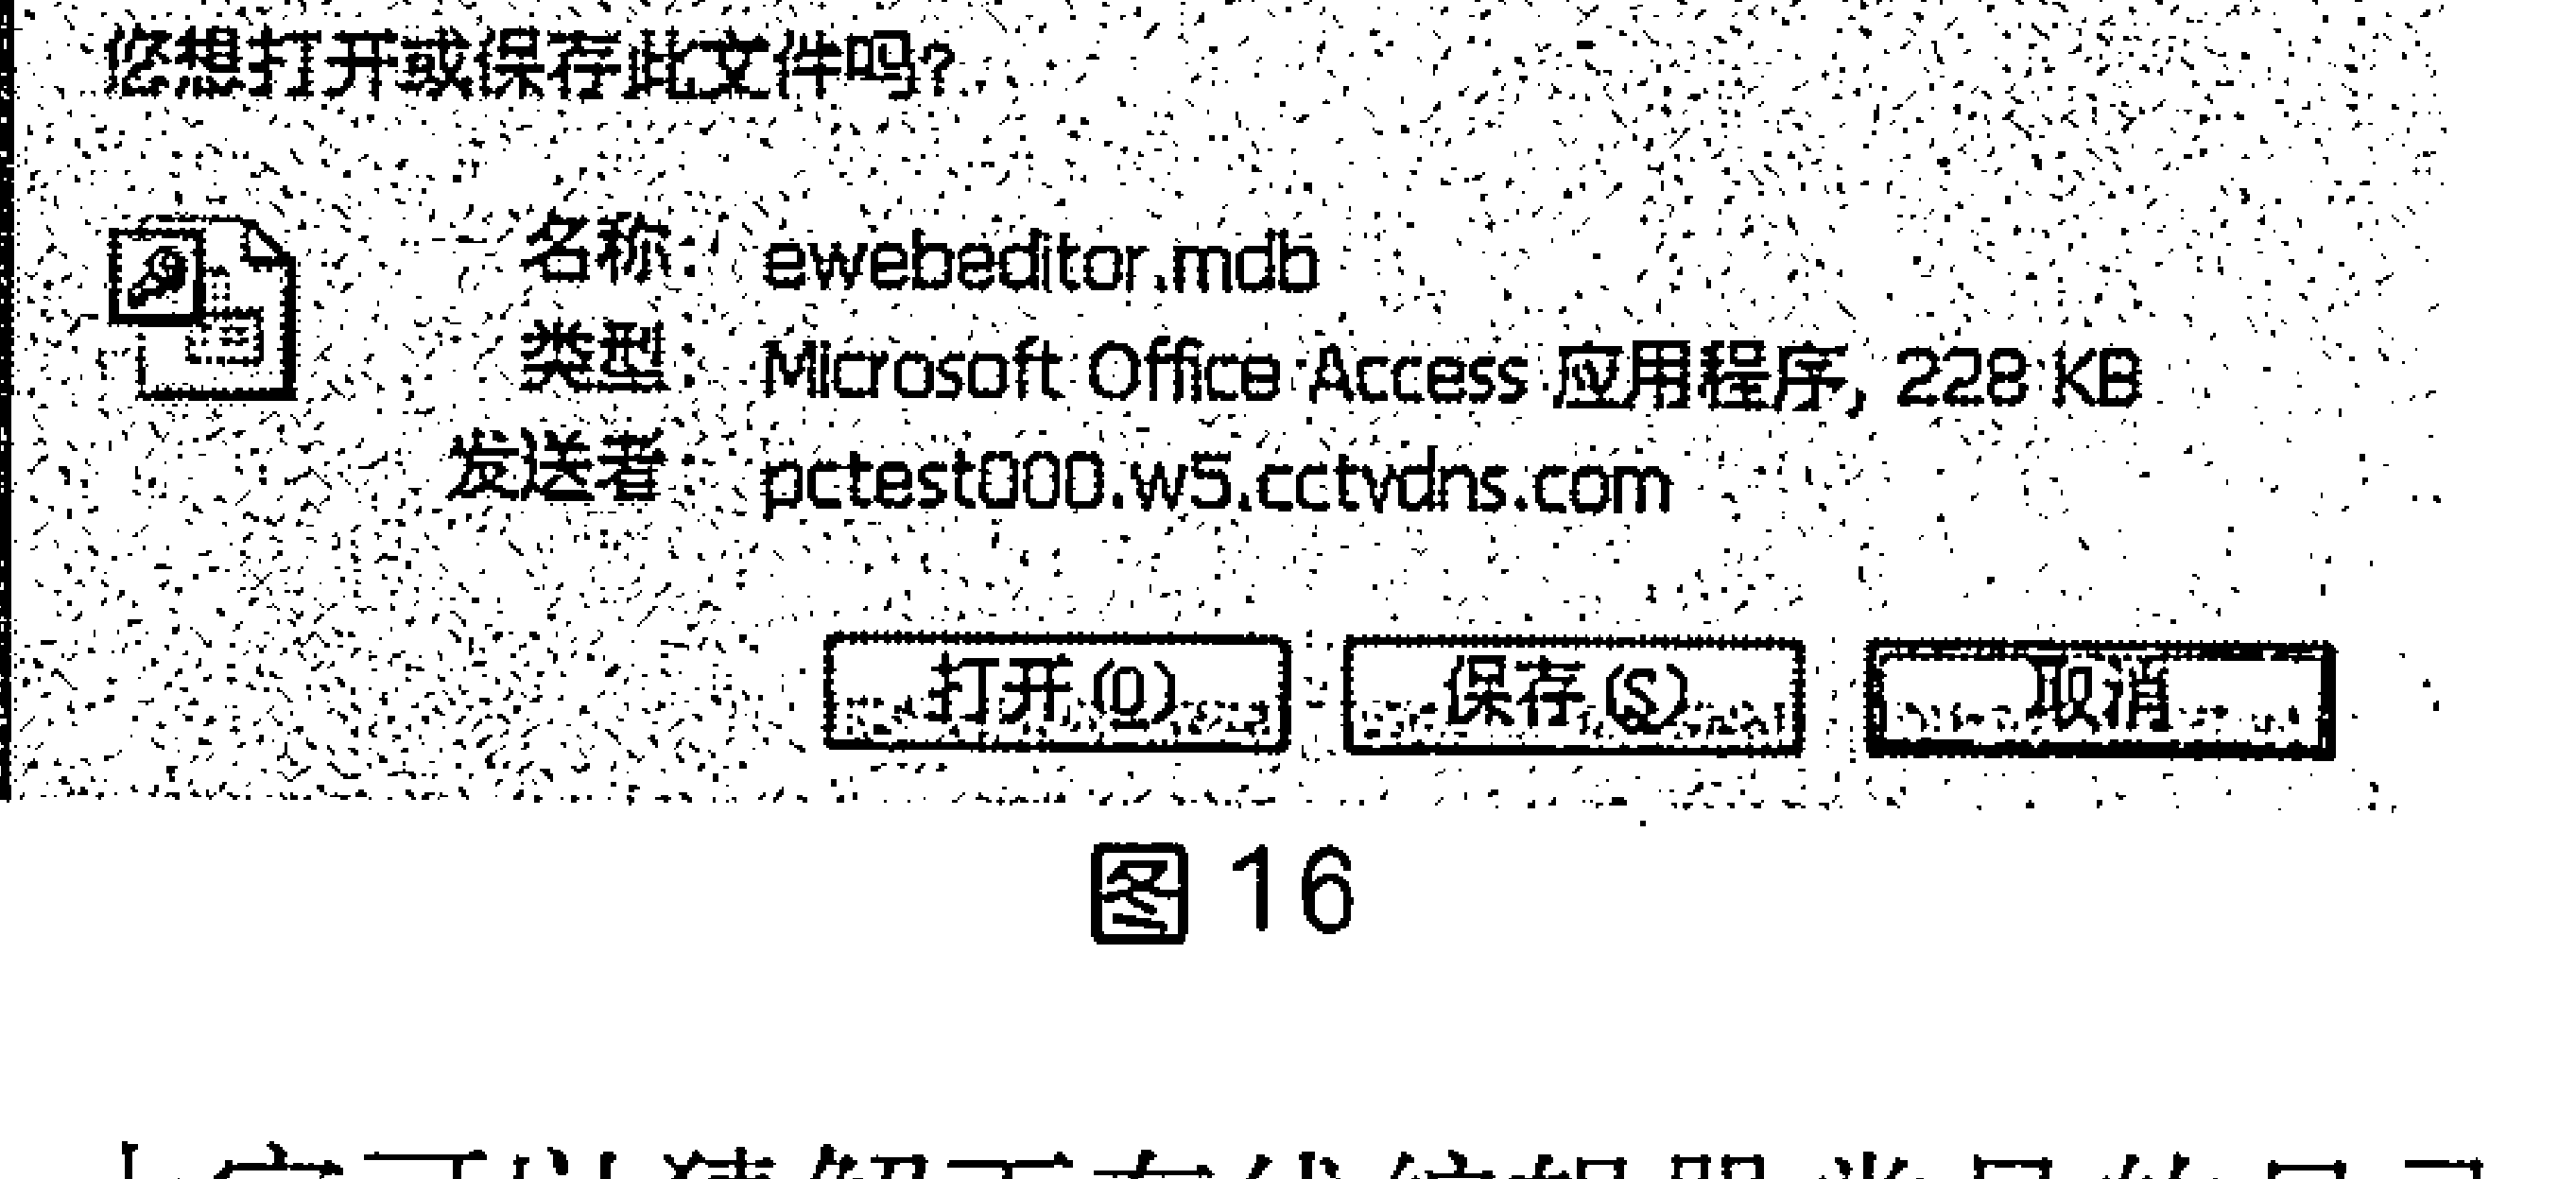 您想打开或保存此文件吗?
名称: ewebeditor.mdb
类型: Microsoft Office Access 应用程序, 228 KB
发送者: pctest000.w5.cctvdns.com
打开(O) 保存(S) 取消
图 16